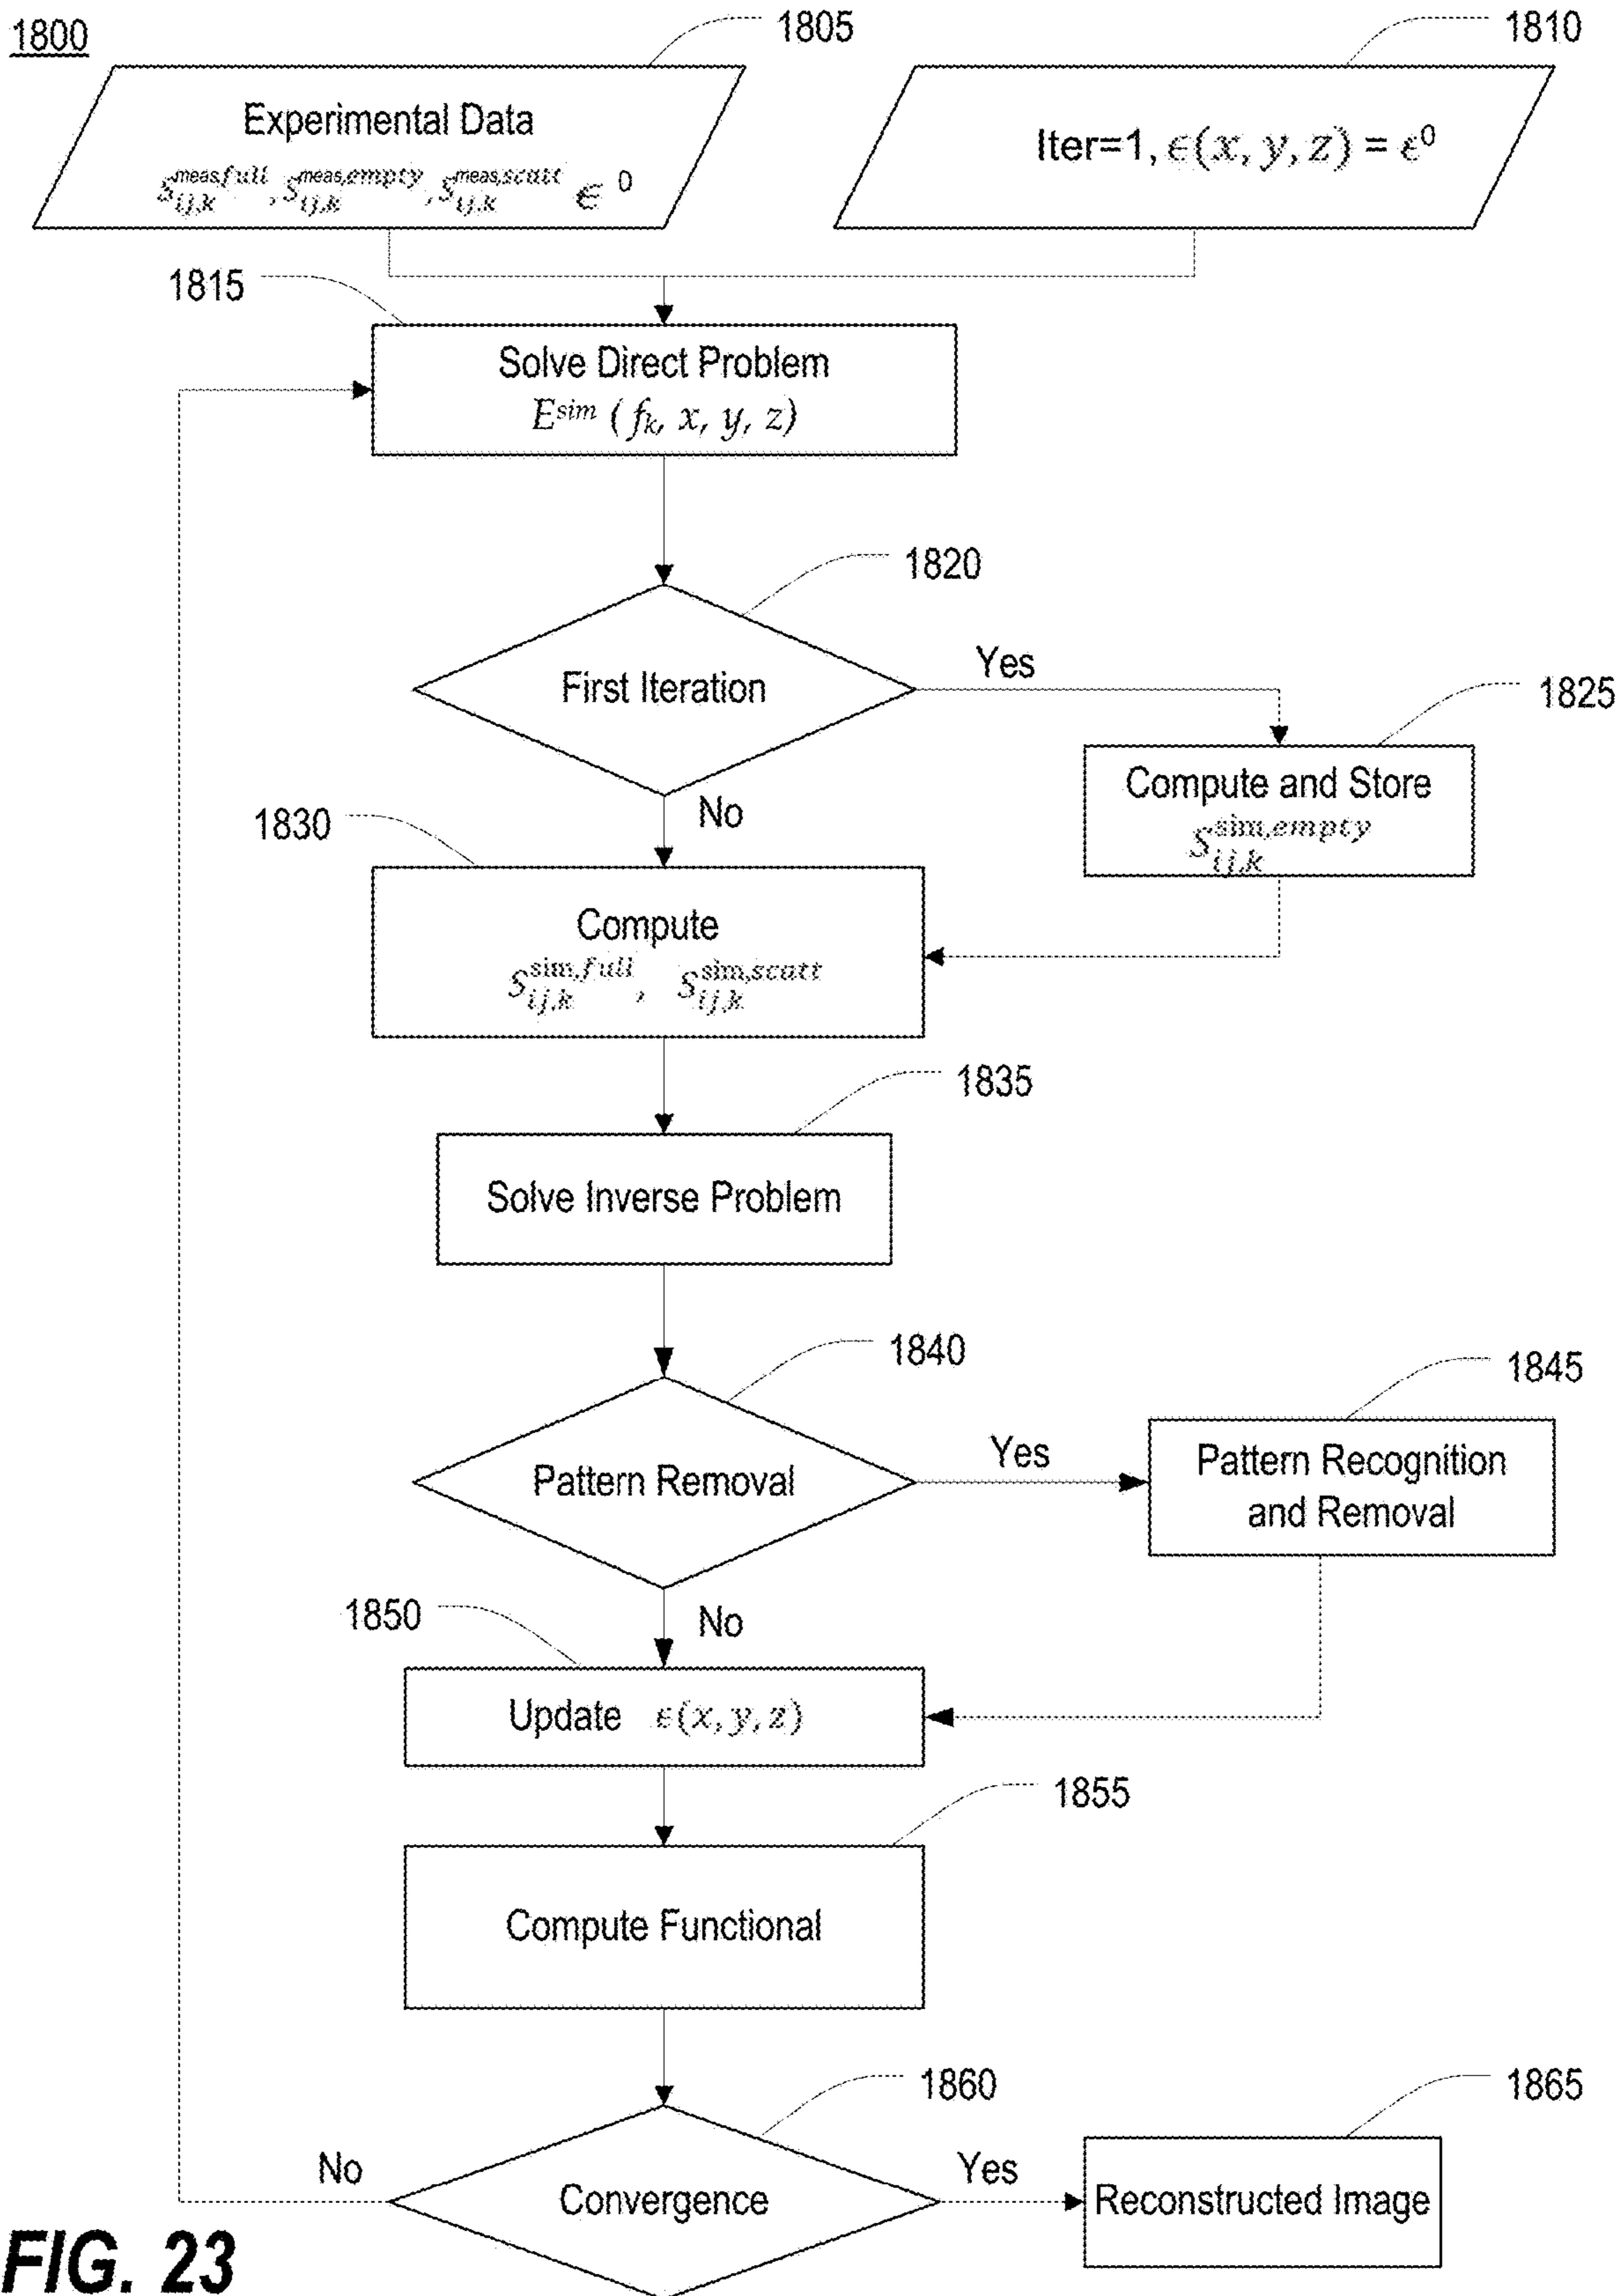 1800
1805
1810
Experimental Data
S_{ij,k}^{meas,full}, S_{ij,k}^{meas,empty}, S_{ij,k}^{meas,scatt} ϵ^0
Iter=1, ϵ(x, y, z) = ϵ^0
1815
Solve Direct Problem
E^{sim} (f_k, x, y, z)
1820
First Iteration
Yes
1825
Compute and Store
S_{ij,k}^{sim,empty}
No
1830
Compute
S_{ij,k}^{sim,full}, S_{ij,k}^{sim,scatt}
1835
Solve Inverse Problem
1840
Pattern Removal
Yes
1845
Pattern Recognition
and Removal
No
1850
Update ϵ(x, y, z)
1855
Compute Functional
1860
Convergence
No
Yes
1865
Reconstructed Image
FIG. 23